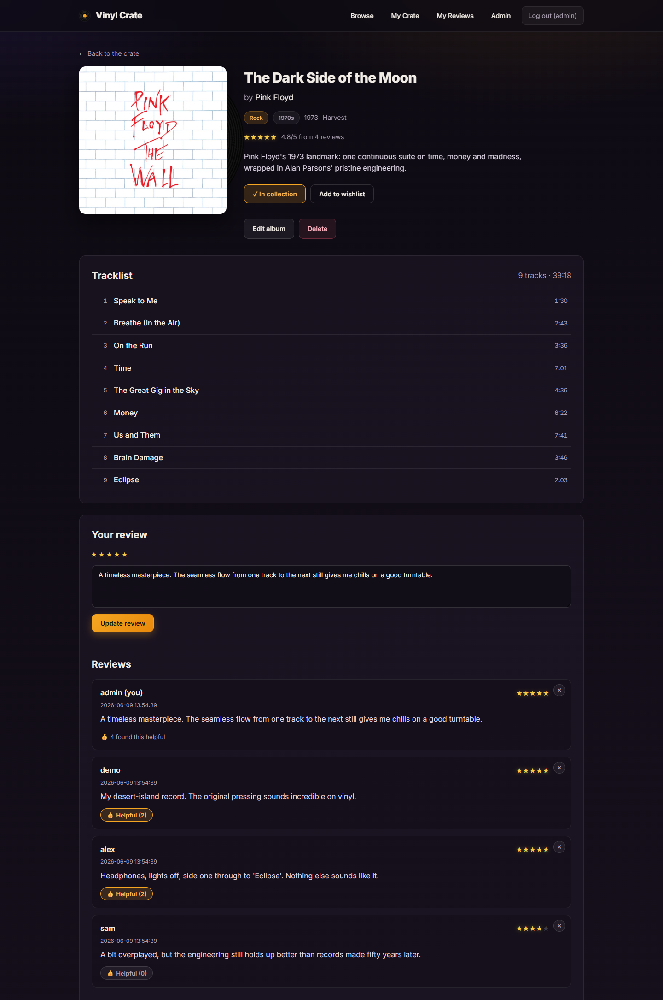 Vinyl Crate
Browse My Crate My Reviews Admin Log out (admin)
← Back to the crate
PINK
FLOYD
THE
WALL
The Dark Side of the Moon
by Pink Floyd
Rock 1970s 1973 Harvest
★★★★★ 4.8/5 from 4 reviews
Pink Floyd's 1973 landmark: one continuous suite on time, money and madness,
wrapped in Alan Parsons' pristine engineering.
✓ In collection Add to wishlist
Edit album Delete
Tracklist 9 tracks · 39:18
1 Speak to Me 1:30
2 Breathe (In the Air) 2:43
3 On the Run 3:36
4 Time 7:01
5 The Great Gig in the Sky 4:36
6 Money 6:22
7 Us and Them 7:41
8 Brain Damage 3:46
9 Eclipse 2:03
Your review
★ ★ ★ ★ ★
A timeless masterpiece. The seamless flow from one track to the next still gives me chills on a good turntable.
Update review
Reviews
admin (you) ★★★★★ ×
2026-06-09 13:54:39
A timeless masterpiece. The seamless flow from one track to the next still gives me chills on a good turntable.
👍 4 found this helpful
demo ★★★★★ ×
2026-06-09 13:54:39
My desert-island record. The original pressing sounds incredible on vinyl.
👍 Helpful (2)
alex ★★★★★ ×
2026-06-09 13:54:39
Headphones, lights off, side one through to 'Eclipse'. Nothing else sounds like it.
👍 Helpful (2)
sam ★★★★★ ×
2026-06-09 13:54:39
A bit overplayed, but the engineering still holds up better than records made fifty years later.
👍 Helpful (0)